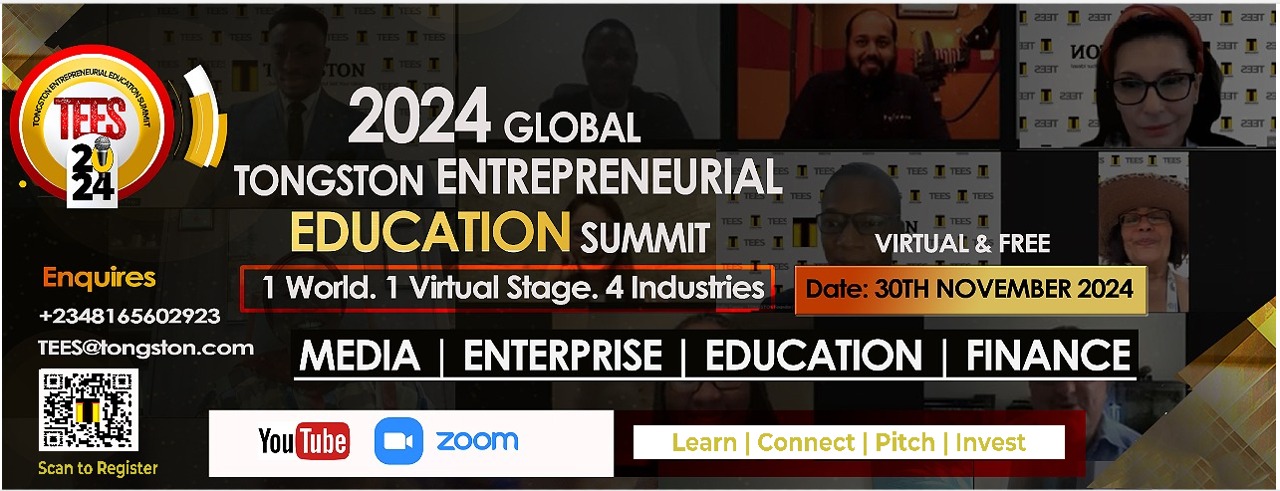 TONGSTON ENTREPRENEURIAL EDUCATION SUMMIT
TEES
2024
2024 GLOBAL
TONGSTON ENTREPRENEURIAL
EDUCATION SUMMIT
1 World. 1 Virtual Stage. 4 Industries
VIRTUAL & FREE
Date: 30TH NOVEMBER 2024
MEDIA | ENTERPRISE | EDUCATION | FINANCE
Enquires
+2348165602923
TEES@tongston.com
Scan to Register
YouTube
zoom
Learn | Connect | Pitch | Invest